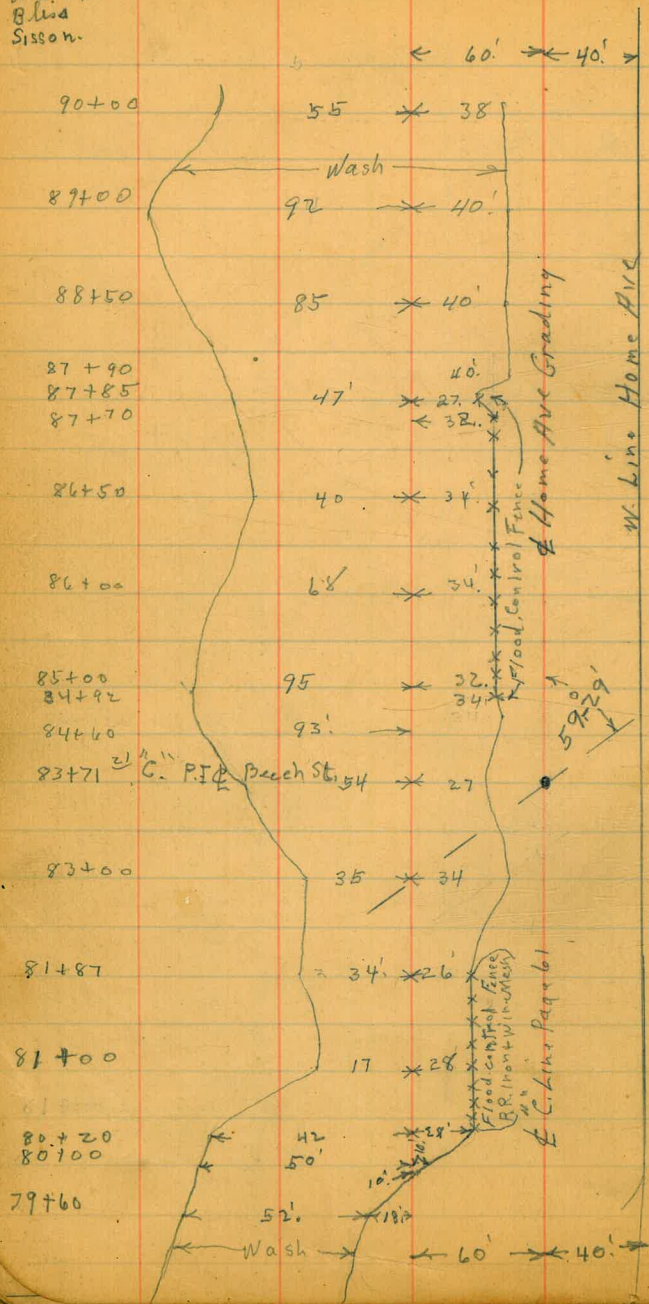 Bliss
Sisson.
60' 40'
90+00 55 38
Wash
89+00 92 40'
88+50 85 40'
87+90 40'
87+85 47' 27.
87+70 32.
86+50 40 34'
86+00 68 34'
85+00 95 32.
84+92 34'
84+60 93'
83+71 21 "C." P.I ⅊ Beech St. 54 27
83+00 35 34
81+87 34' 26'
81+00 17 28
80+20 42 28'
80+00 50'
10'
79+60 52'. 18'
Wash 60' 40'
Flood Control Fence
℄ Home Ave Grading
W. Line Home Ave
59°-29'
Flood control Fence
R.R. Iron + Wire Mesh
℄ "C" Line Page 61